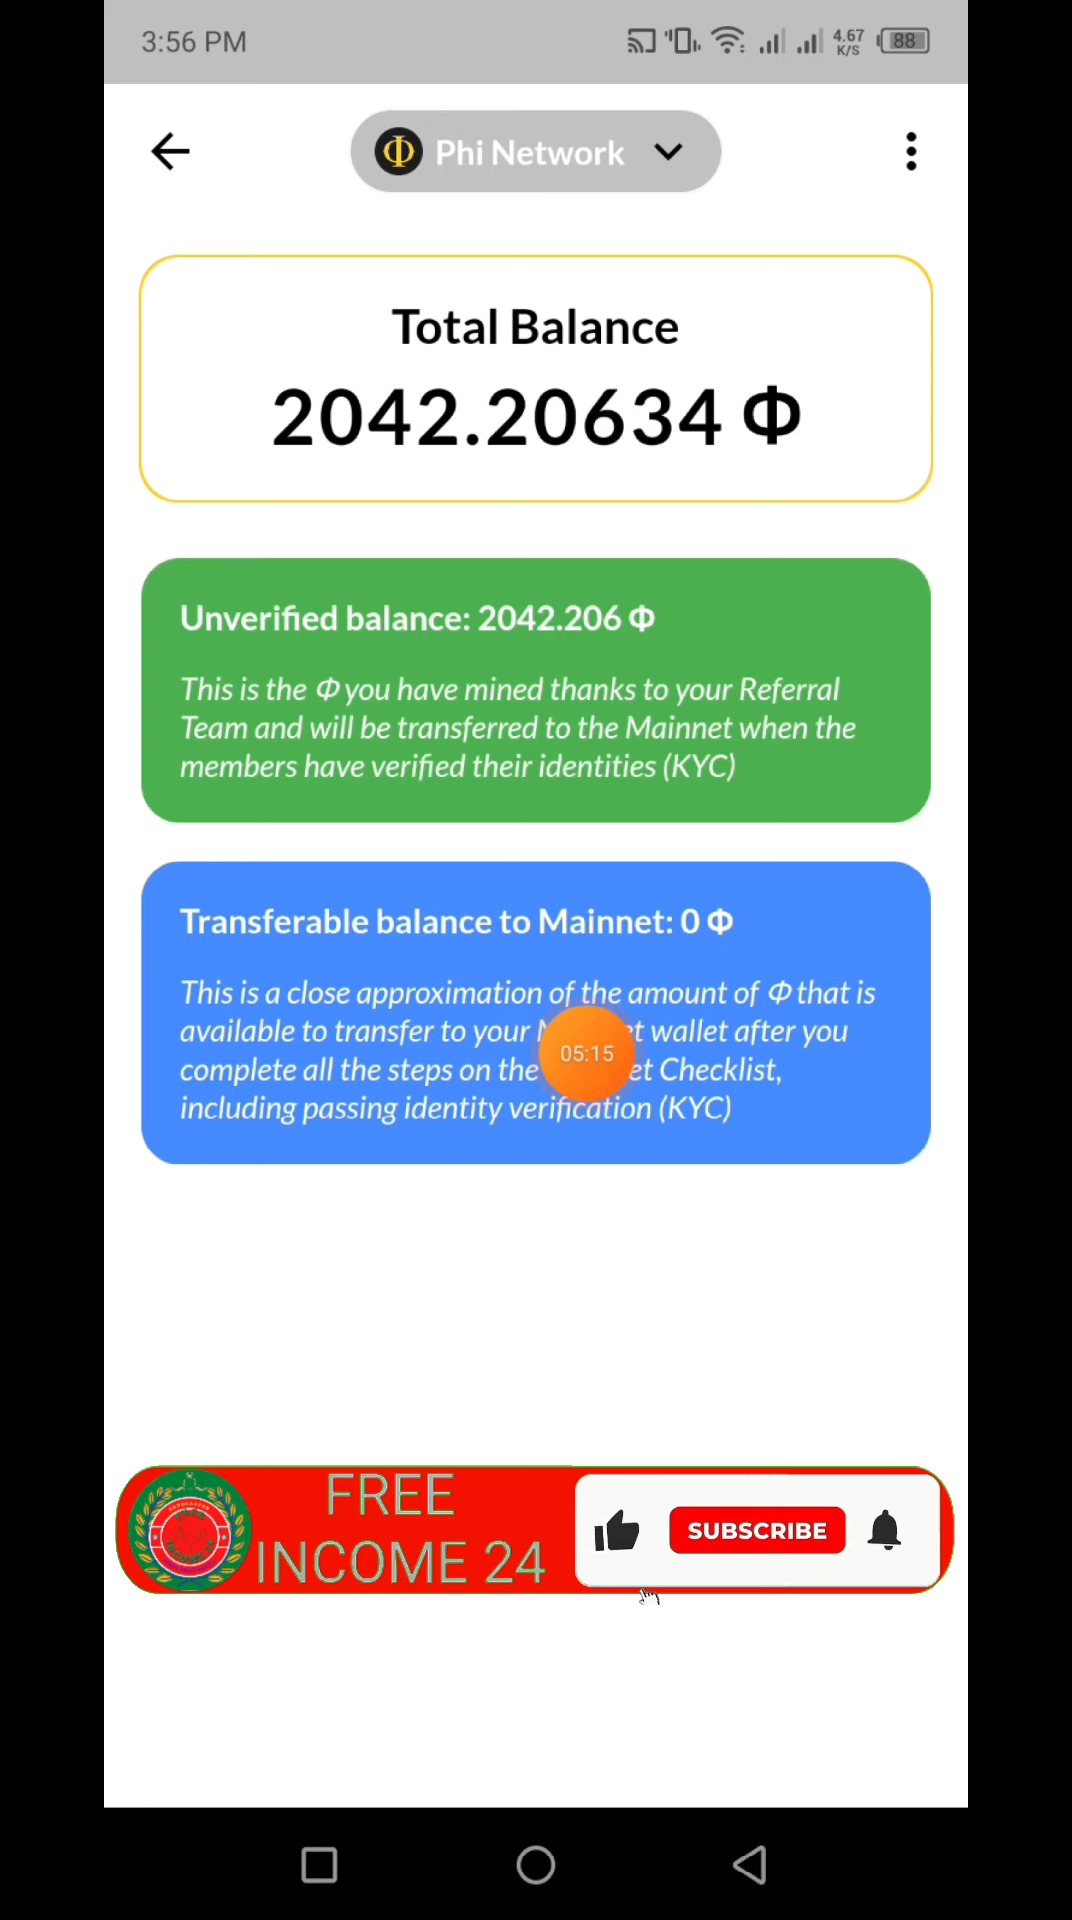 3:56 PM
4.67
K/S
88
Phi Network
Total Balance
2042.20634 Φ
Unverified balance: 2042.206 Φ
This is the Φ you have mined thanks to your Referral
Team and will be transferred to the Mainnet when the
members have verified their identities (KYC)
Transferable balance to Mainnet: 0 Φ
This is a close approximation of the amount of Φ that is
available to transfer to your t wallet after you
complete all the steps on the et Checklist,
including passing identity verification (KYC)
05:15
FREE
INCOME 24
SUBSCRIBE